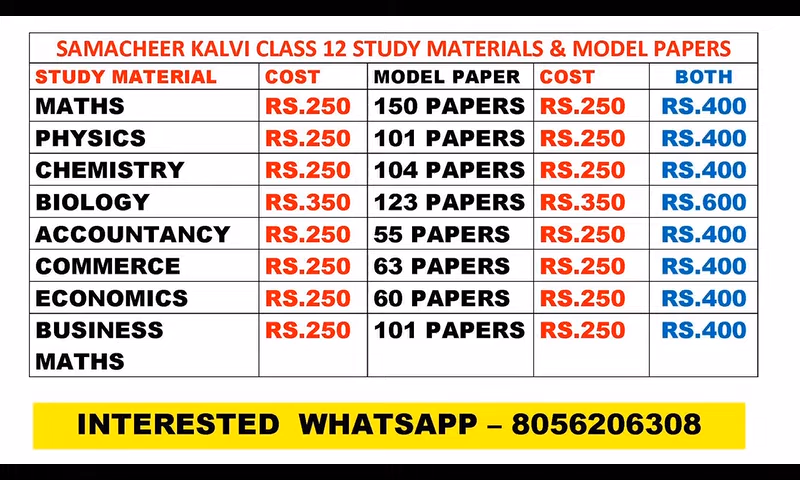 SAMACHEER KALVI CLASS 12 STUDY MATERIALS & MODEL PAPERS
STUDY MATERIAL COST MODEL PAPER COST BOTH
MATHS RS.250 150 PAPERS RS.250 RS.400
PHYSICS RS.250 101 PAPERS RS.250 RS.400
CHEMISTRY RS.250 104 PAPERS RS.250 RS.400
BIOLOGY RS.350 123 PAPERS RS.350 RS.600
ACCOUNTANCY RS.250 55 PAPERS RS.250 RS.400
COMMERCE RS.250 63 PAPERS RS.250 RS.400
ECONOMICS RS.250 60 PAPERS RS.250 RS.400
BUSINESS RS.250 101 PAPERS RS.250 RS.400
MATHS
INTERESTED WHATSAPP – 8056206308